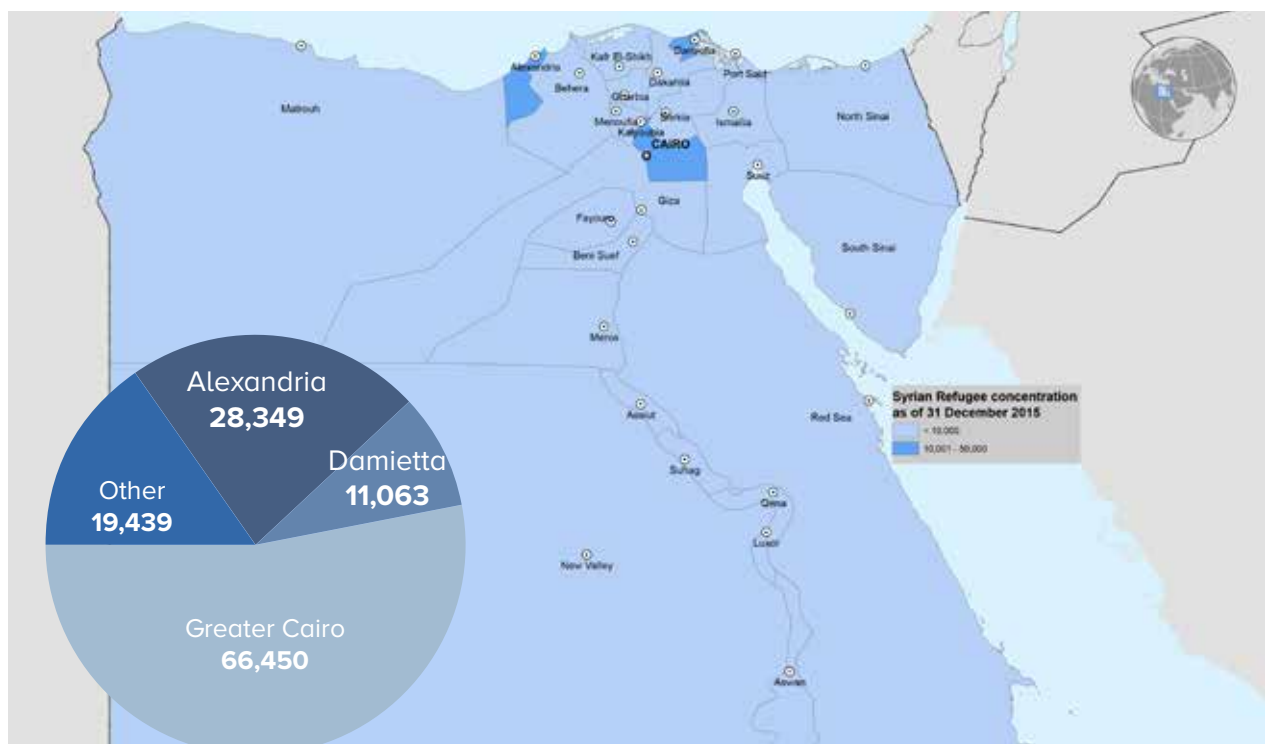 Alexandria
Kafr El-Shikh
Damietta
Port Said
Behera
Dakahlia
Gharbia
Matrouh
Menoufia
Sharkia
Ismailia
North Sinai
Kalyoubia
CAIRO
Suez
Giza
Fayoum
South Sinai
Beni Suef
Menia
Assiut
Red Sea
Suhag
Qena
Luxor
New Valley
Aswan
Syrian Refugee concentration
as of 31 December 2015
< 10,000
10,001 - 50,000
Alexandria
28,349
Damietta
11,063
Other
19,439
Greater Cairo
66,450